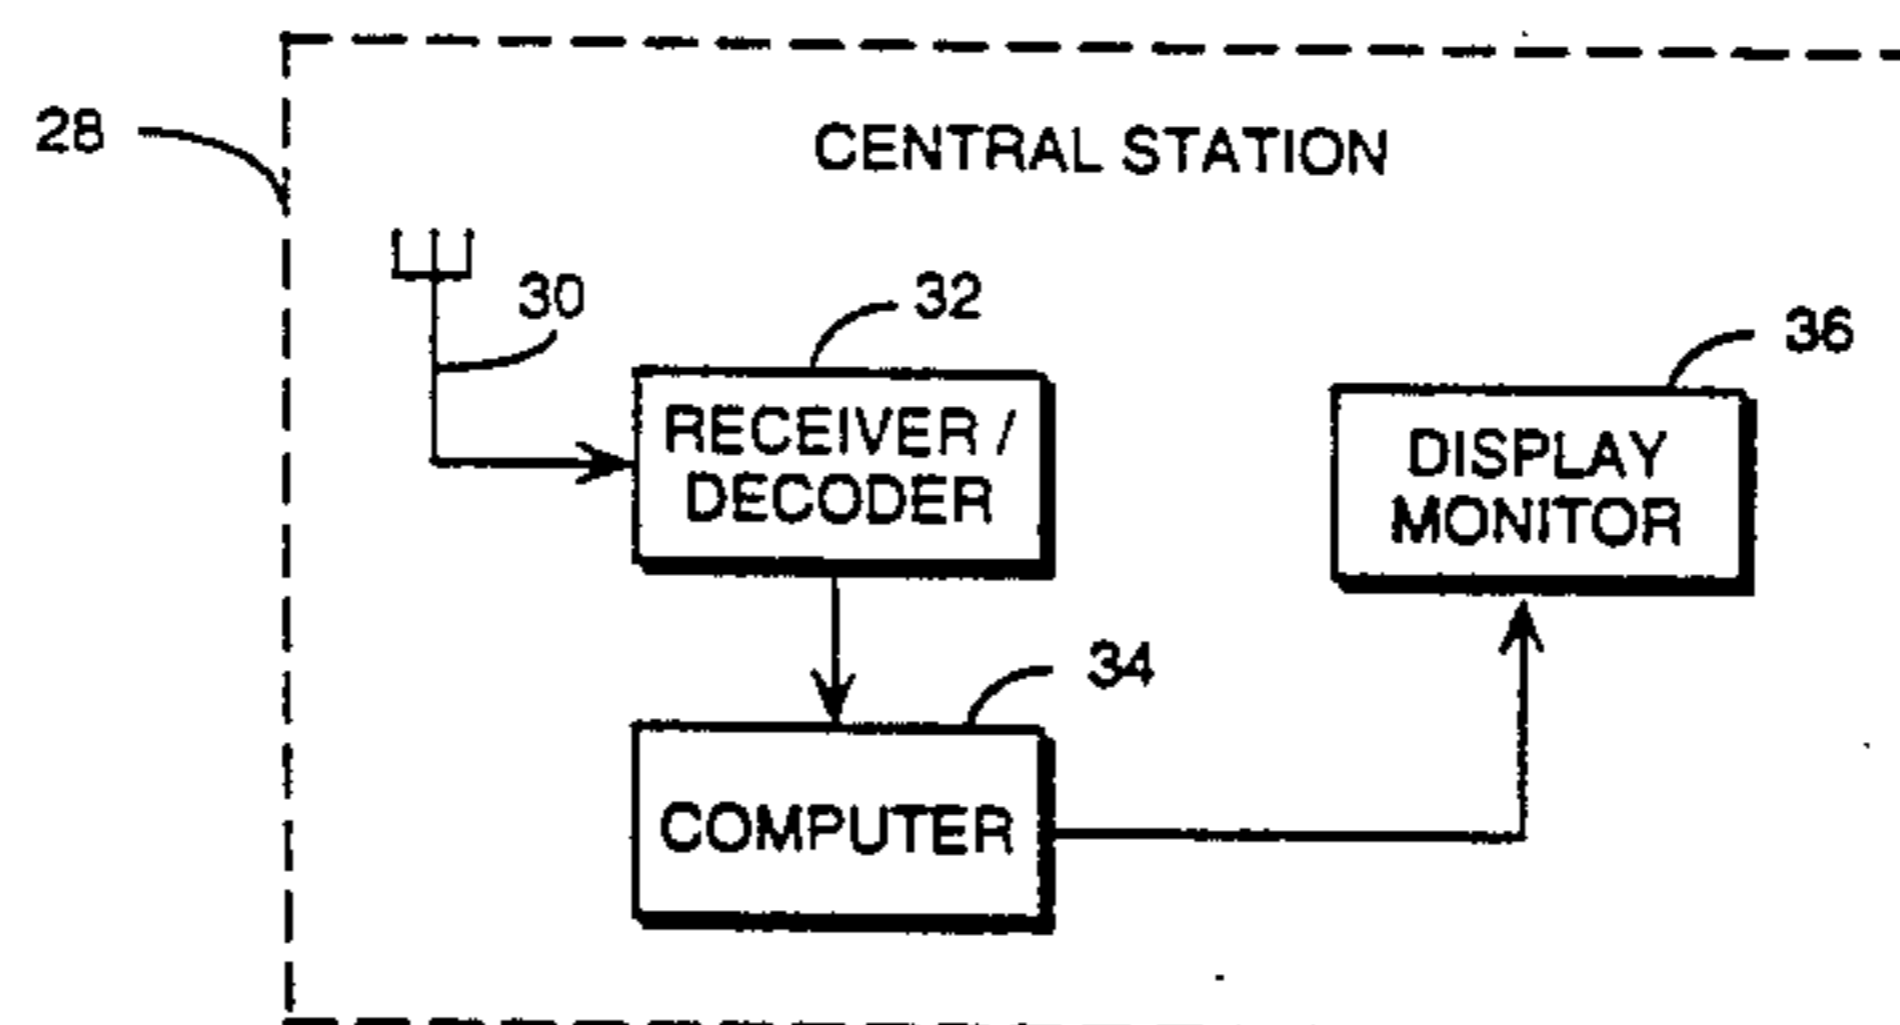 CENTRAL STATION
28
30
32
36
RECEIVER /
DECODER
DISPLAY
MONITOR
34
COMPUTER